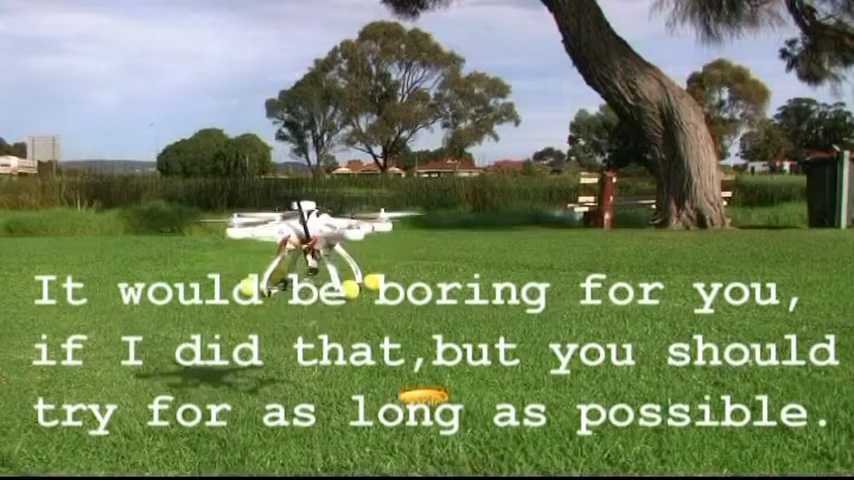 It would be boring for you,
if I did that,but you should
try for as long as possible.